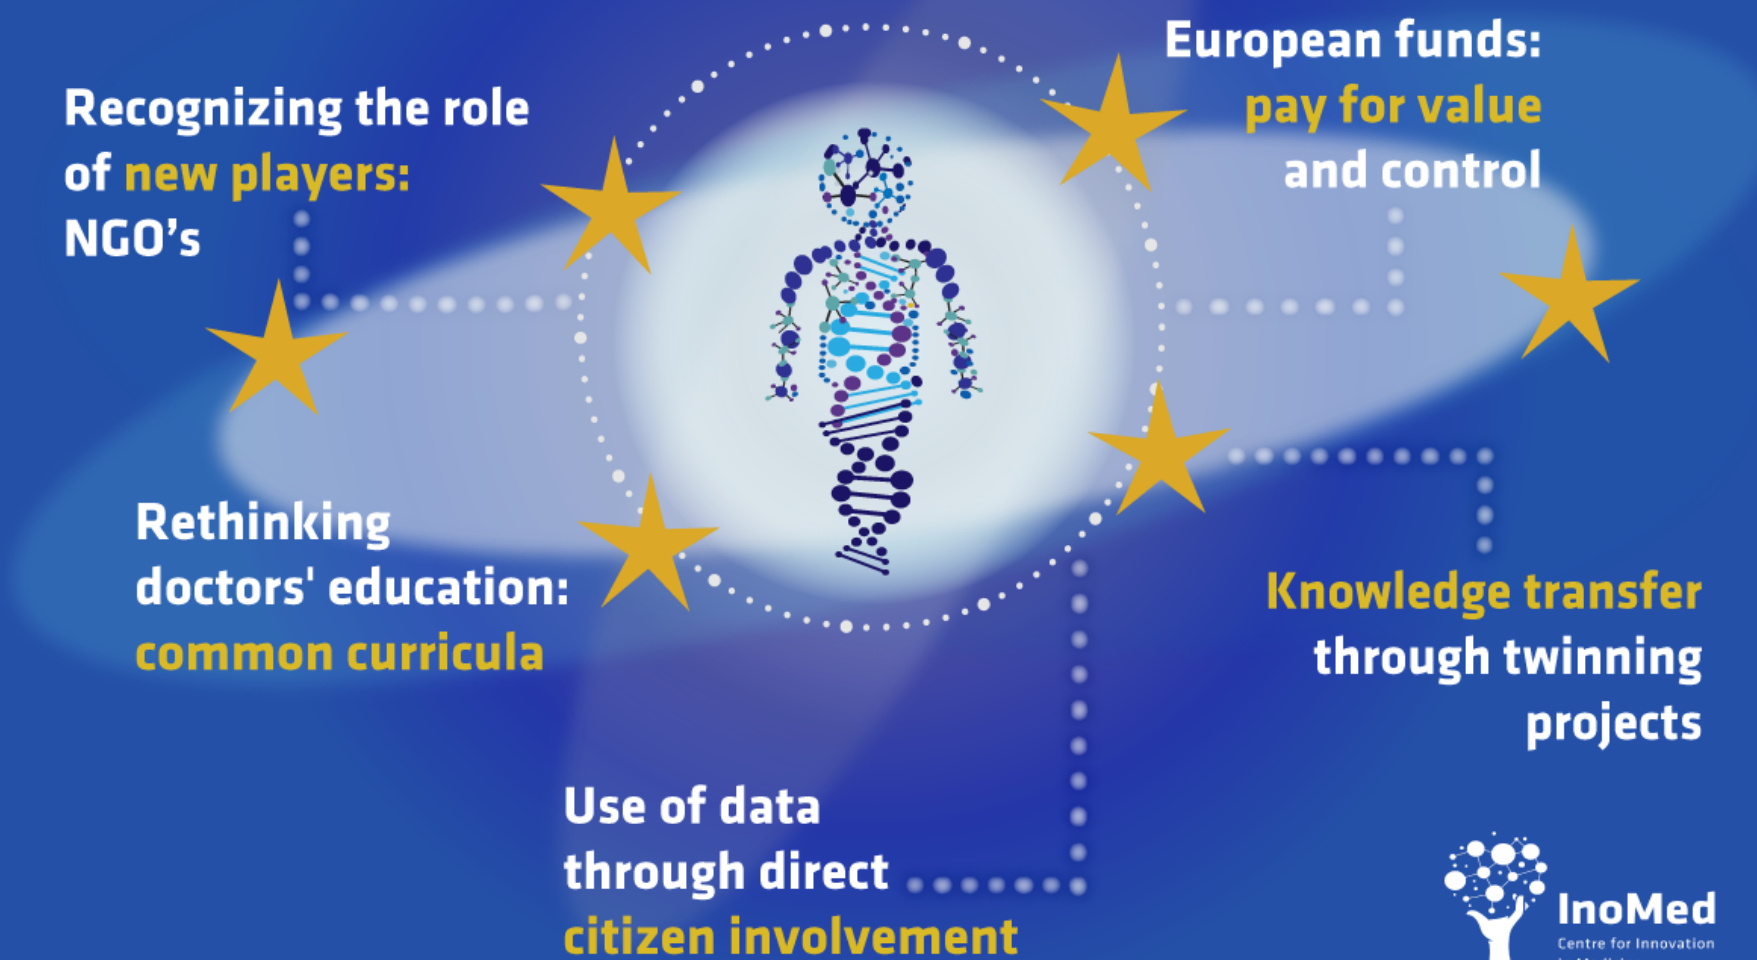 Recognizing the role
of new players:
NGO's
European funds:
pay for value
and control
Rethinking
doctors' education:
common curricula
Knowledge transfer
through twinning
projects
Use of data
through direct
citizen involvement
InoMed
Centre for Innovation